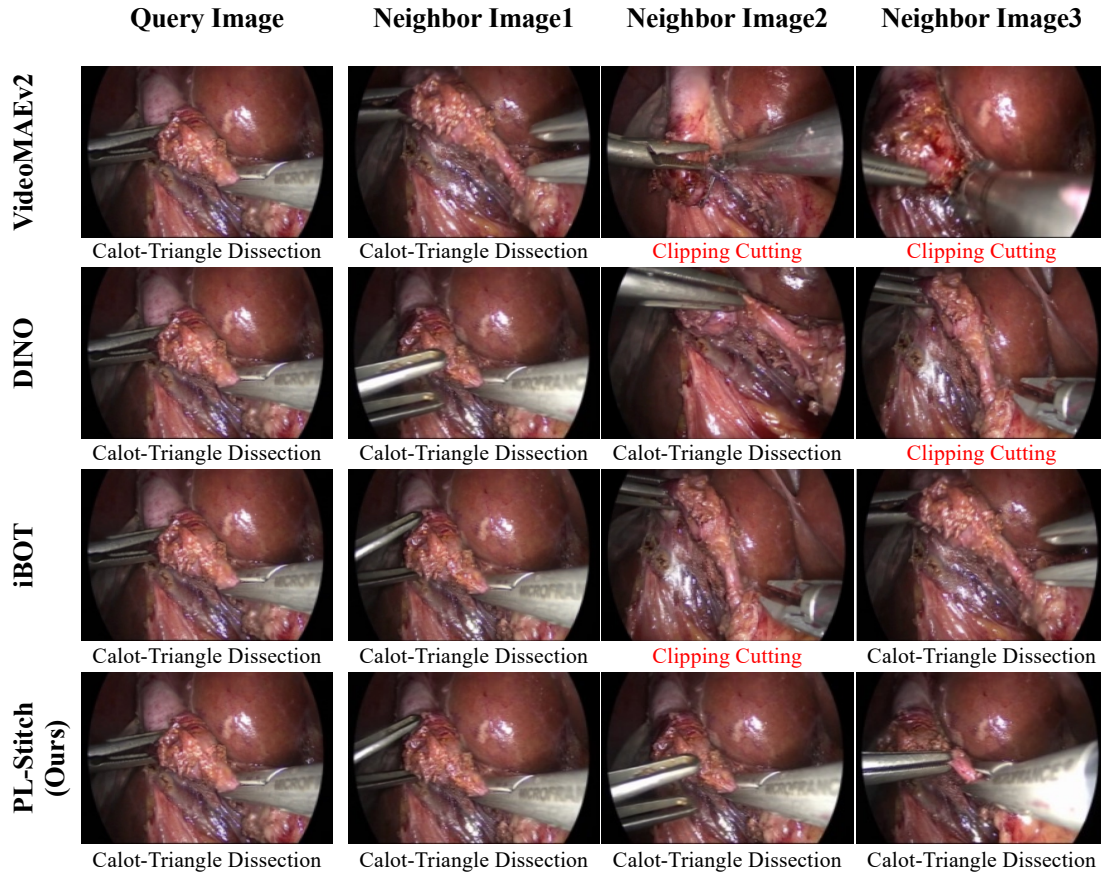 Query Image Neighbor Image1 Neighbor Image2 Neighbor Image3
VideoMAEv2
Calot-Triangle Dissection Calot-Triangle Dissection Clipping Cutting Clipping Cutting
DINO
MICROFRANCE
Calot-Triangle Dissection Calot-Triangle Dissection Calot-Triangle Dissection Clipping Cutting
iBOT
Calot-Triangle Dissection Calot-Triangle Dissection Clipping Cutting Calot-Triangle Dissection
PL-Stitch
(Ours)
Calot-Triangle Dissection Calot-Triangle Dissection Calot-Triangle Dissection Calot-Triangle Dissection